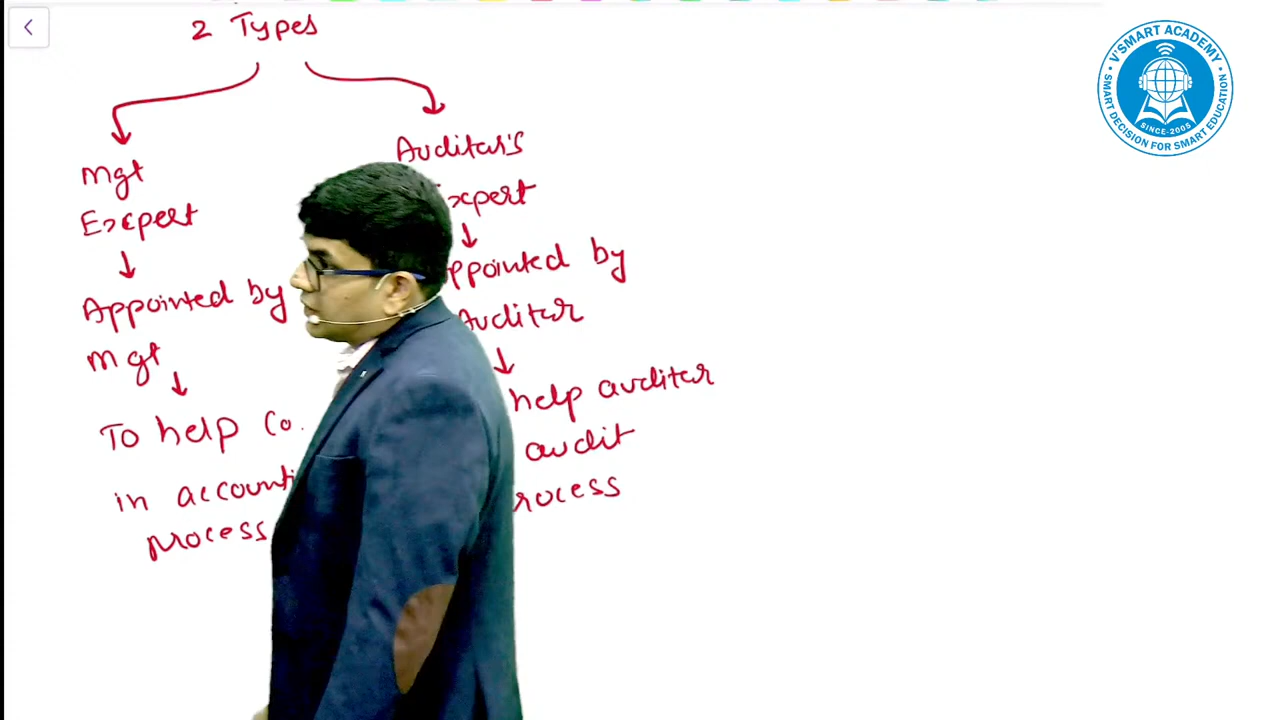 2 Types
Mgt
Expert
↓
Appointed by
Mgt
↓
To help co.
in accounti
process
Auditor's
xpert
↓
ppointed by
Auditor
↓
help auditor
audit
rocess
V'SMART ACADEMY
SINCE-2005
SMART DECISION FOR SMART EDUCATION